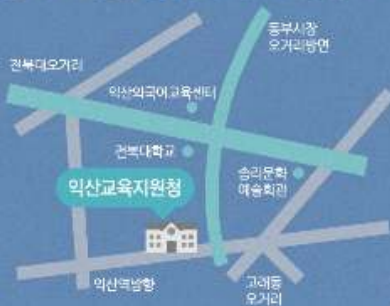 동부시장
오거리방면
전북대오거리
익산외국어교육센터
전북대학교
솜리문화
예술회관
익산교육지원청
익산역방향
고래등
오거리